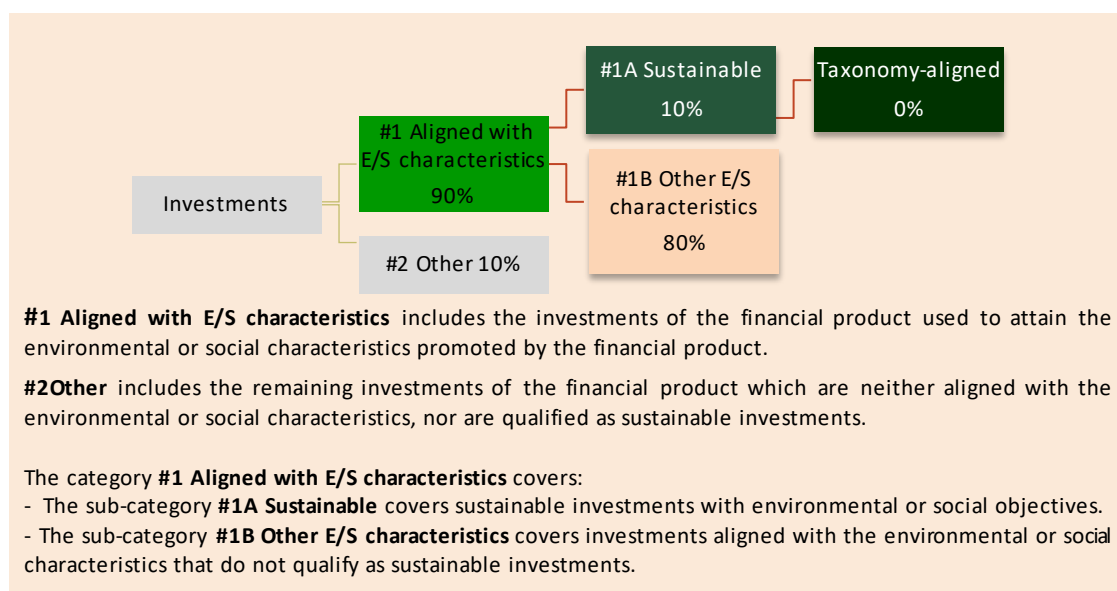 #1A Sustainable
10%
Taxonomy-aligned
0%
#1 Aligned with
E/S characteristics
90%
#1B Other E/S
characteristics
80%
Investments
#2 Other 10%
#1 Aligned with E/S characteristics includes the investments of the financial product used to attain the
environmental or social characteristics promoted by the financial product.
#2Other includes the remaining investments of the financial product which are neither aligned with the
environmental or social characteristics, nor are qualified as sustainable investments.
The category #1 Aligned with E/S characteristics covers:
- The sub-category #1A Sustainable covers sustainable investments with environmental or social objectives.
- The sub-category #1B Other E/S characteristics covers investments aligned with the environmental or social
characteristics that do not qualify as sustainable investments.